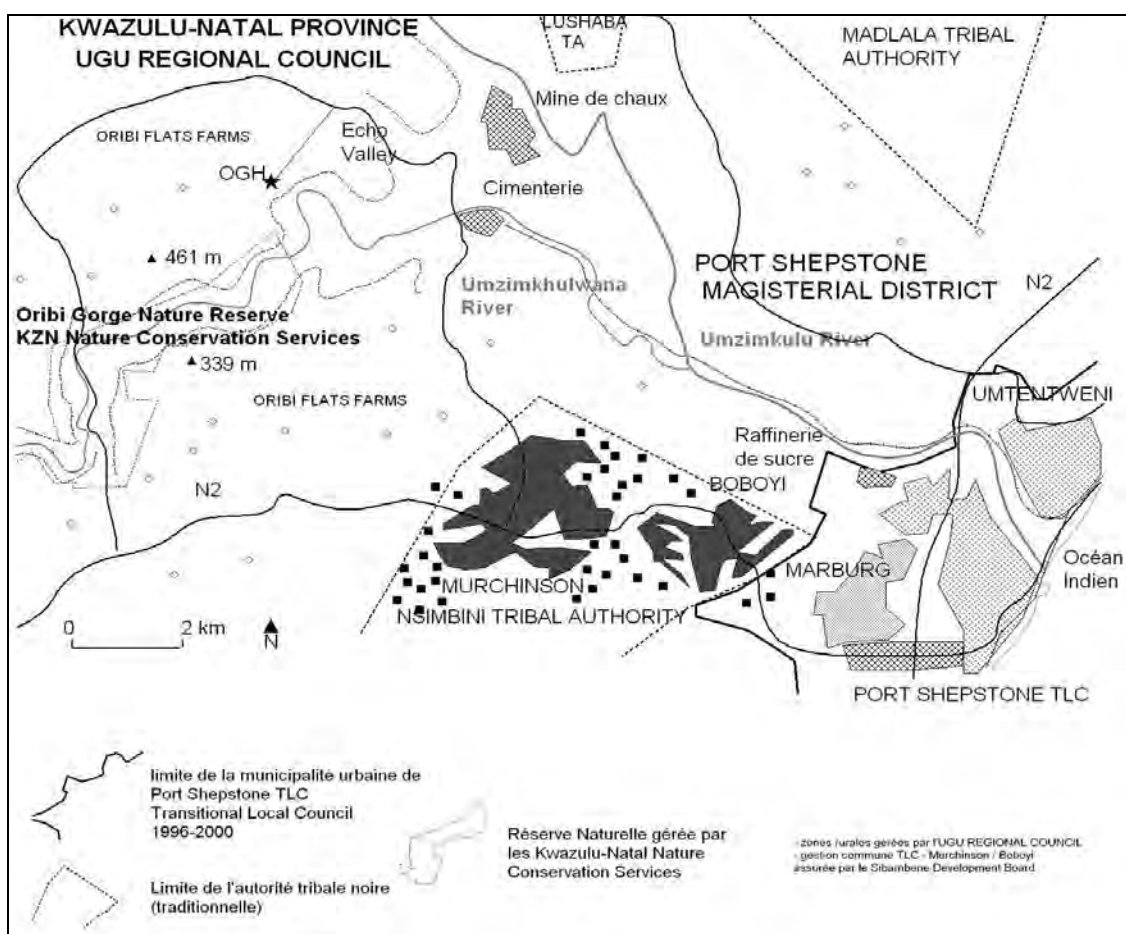 KWAZULU-NATAL PROVINCE
UGU REGIONAL COUNCIL
LUSHABA
TA
MADLALA TRIBAL
AUTHORITY
Mine de chaux
ORIBI FLATS FARMS
Echo
Valley
OGH
Cimenterie
461 m
PORT SHEPSTONE
MAGISTERIAL DISTRICT
N2
Umzimkhulwana
River
Oribi Gorge Nature Reserve
KZN Nature Conservation Services
Umzimkulu River
339 m
ORIBI FLATS FARMS
UMTENTWENI
Raffinerie
de sucre
BOBOYI
N2
Océan
Indien
MARBURG
MURCHINSON
NSIMBINI TRIBAL AUTHORITY
0 2 km
N
PORT SHEPSTONE TLC
limite de la municipalité urbaine de
Port Shepstone TLC
Transitional Local Council
1996-2000
Réserve Naturelle gérée par
les Kwazulu-Natal Nature
Conservation Services
- zones rurales gérées par l'UGU REGIONAL COUNCIL
- gestion commune TLC - Murchinson / Boboyi
assurée par le Sibambene Development Board
Limite de l'autorité tribale noire
(traditionnelle)